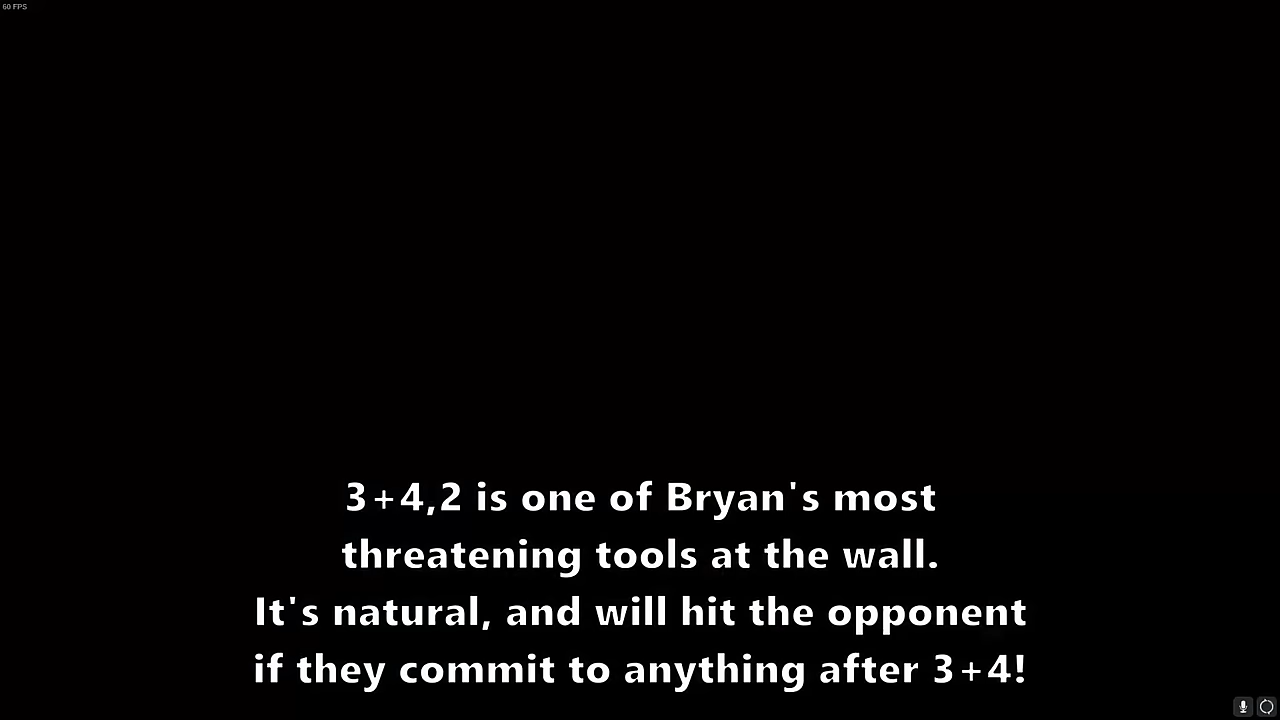 60 FPS
3+4,2 is one of Bryan's most
threatening tools at the wall.
It's natural, and will hit the opponent
if they commit to anything after 3+4!